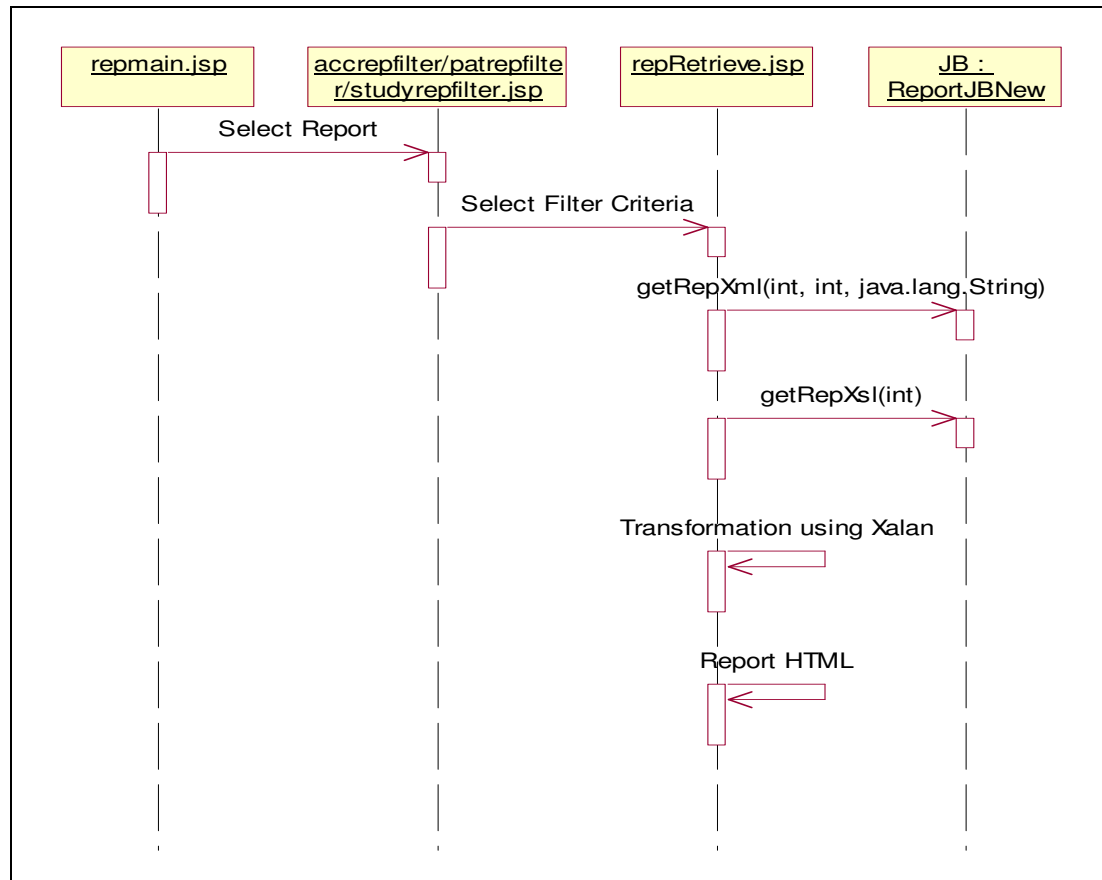 repmain.jsp
accrepfilter/patrepfilte
r/studyrepfilter.jsp
repRetrieve.jsp
JB :
ReportJBNew
Select Report
Select Filter Criteria
getRepXml(int, int, java.lang.String)
getRepXsl(int)
Transformation using Xalan
Report HTML